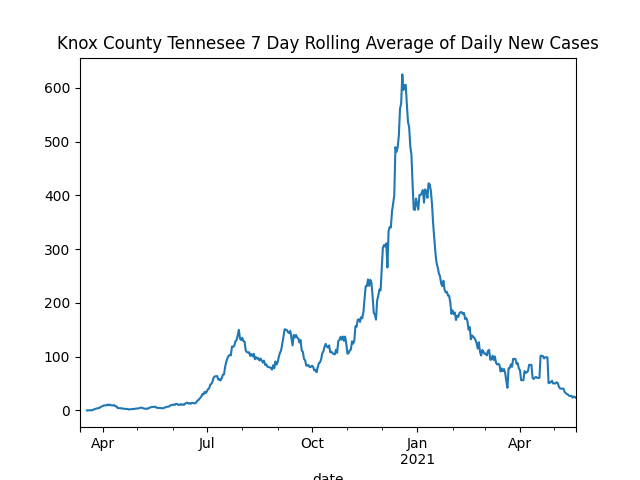 Knox County Tennesee 7 Day Rolling Average of Daily New Cases
600
500
400
300
200
100
0
Apr
Jul
Oct
Jan
2021
Apr
date